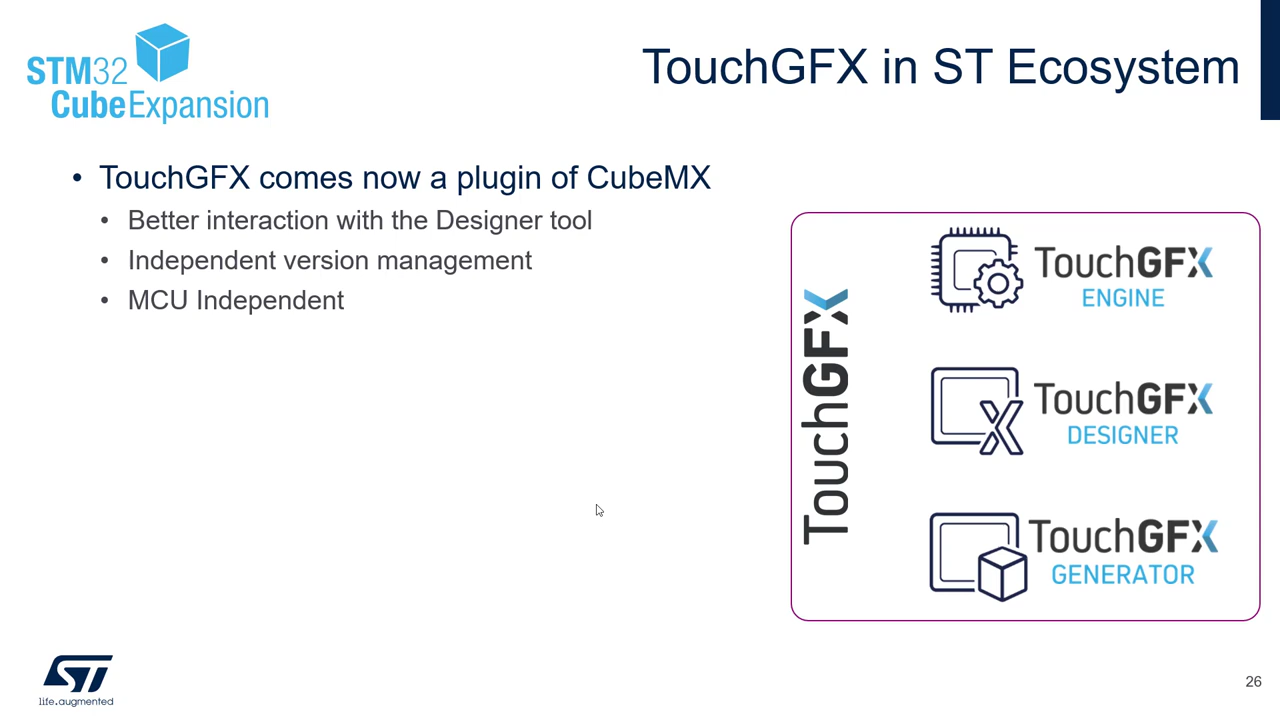 STM32
CubeExpansion
TouchGFX in ST Ecosystem
• TouchGFX comes now a plugin of CubeMX
• Better interaction with the Designer tool
• Independent version management
• MCU Independent
TouchGFX
TouchGFX
ENGINE
TouchGFX
DESIGNER
TouchGFX
GENERATOR
ST
life.augmented
26